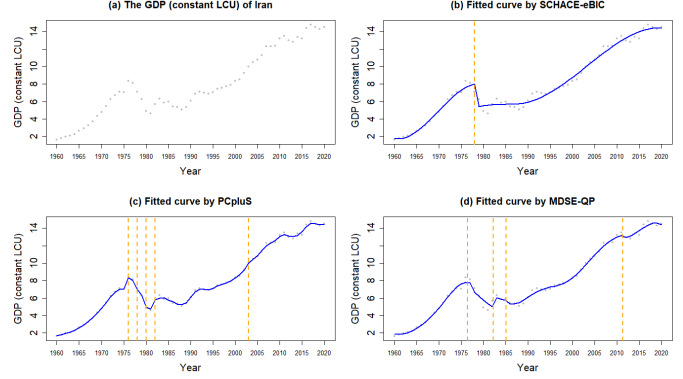 (a) The GDP (constant LCU) of Iran
GDP (constant LCU)
14
12
10
8
6
4
2
1960 1965 1970 1975 1980 1985 1990 1995 2000 2005 2010 2015 2020
Year
(b) Fitted curve by SCHACE-eBIC
GDP (constant LCU)
14
12
10
8
6
4
2
1960 1965 1970 1975 1980 1985 1990 1995 2000 2005 2010 2015 2020
Year
(c) Fitted curve by PCpluS
GDP (constant LCU)
14
12
10
8
6
4
2
1960 1965 1970 1975 1980 1985 1990 1995 2000 2005 2010 2015 2020
Year
(d) Fitted curve by MDSE-QP
GDP (constant LCU)
14
12
10
8
6
4
2
1960 1965 1970 1975 1980 1985 1990 1995 2000 2005 2010 2015 2020
Year